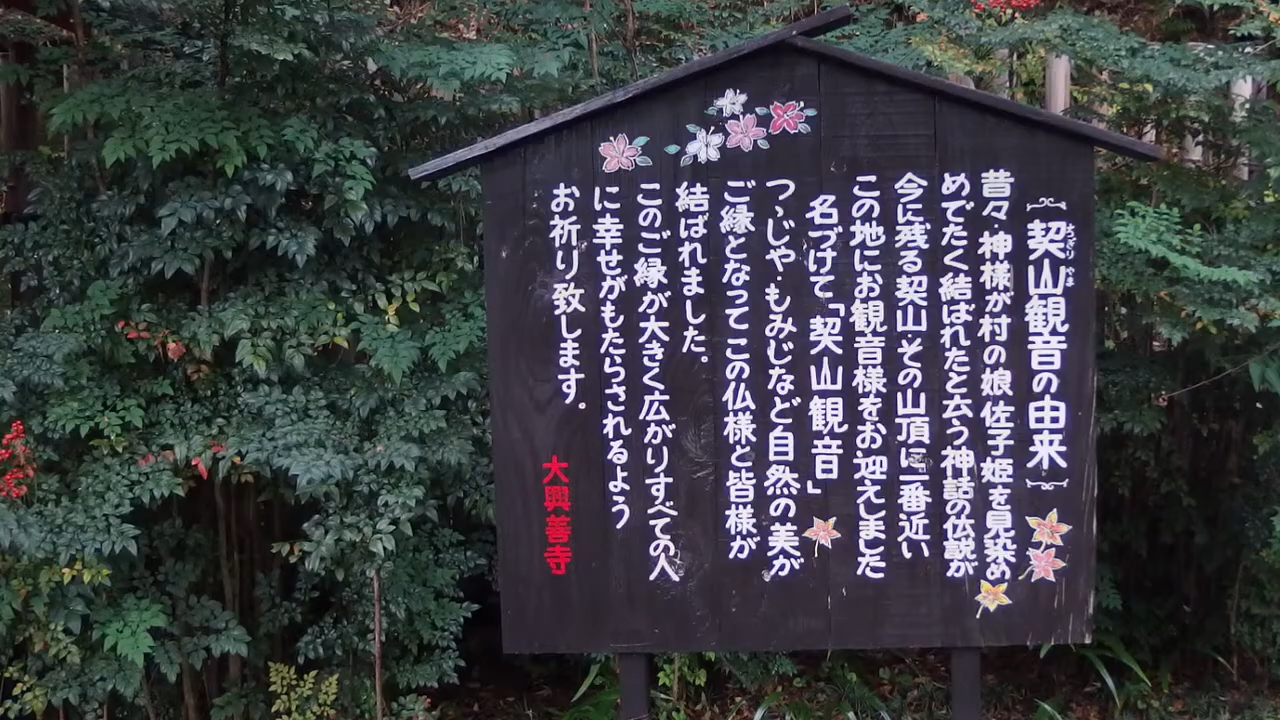 契山観音の由来
ちぎりやま
昔々、神様が村の娘佐子姫を見染め
めでたく結ばれたと云う神話の伝説が
今に残る契山その山頂に一番近い
この地にお観音様をお迎えしました
名づけて「契山観音」
つゝじや、もみじなど自然の美が
ご縁となってこの仏様と皆様が
結ばれました。
このご縁が大きく広がりすべての人
に幸せがもたらされるよう
お祈り致します。
大興善寺